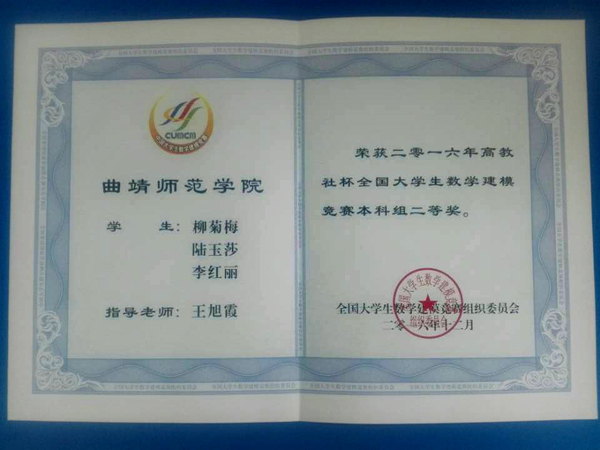 CUMCM
曲靖师范学院
学 生：柳菊梅
陆玉莎
李红丽
指导老师：王旭霞
荣获二零一六年高教
社杯全国大学生数学建模
竞赛本科组二等奖。
全国大学生数学建模竞赛组织委员会
二零一六年十二月